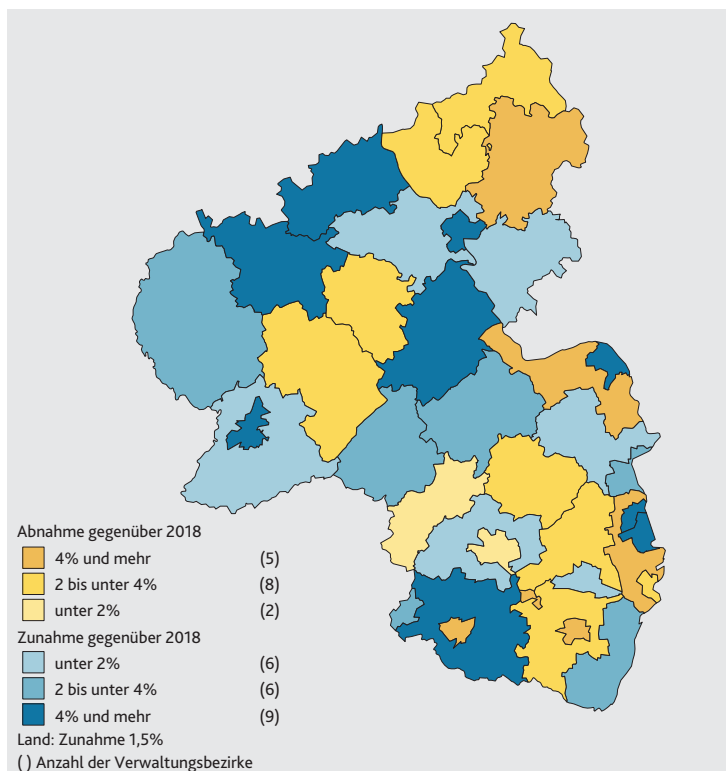 Abnahme gegenüber 2018
4% und mehr (5)
2 bis unter 4% (8)
unter 2% (2)
Zunahme gegenüber 2018
unter 2% (6)
2 bis unter 4% (6)
4% und mehr (9)
Land: Zunahme 1,5%
( ) Anzahl der Verwaltungsbezirke